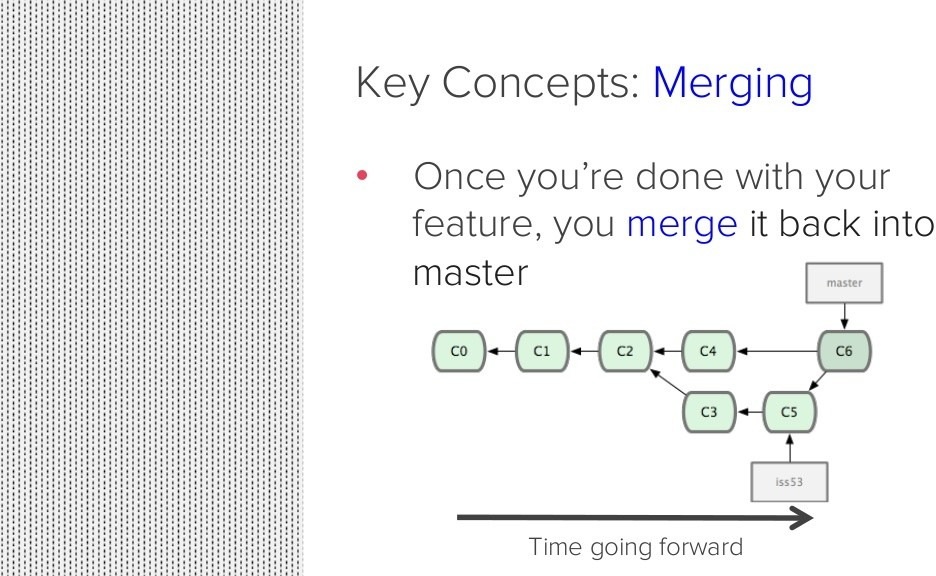 Key Concepts: Merging
• Once you’re done with your
feature, you merge it back into
master
master
C0 C1 C2 C4 C6
C3 C5
iss53
Time going forward